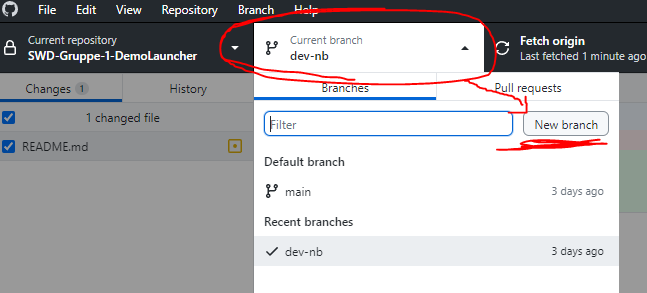 File Edit View Repository Branch Help
Current repository
SWD-Gruppe-1-DemoLauncher
Current branch
dev-nb
Fetch origin
Last fetched 1 minute ago
Changes 1 History
Branches Pull requests
1 changed file
README.md
Filter
New branch
Default branch
main 3 days ago
Recent branches
dev-nb 3 days ago